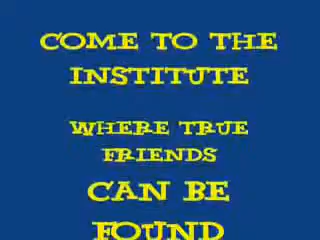 COME TO THE
INSTITUTE
WHERE TRUE
FRIENDS
CAN BE
FOUND